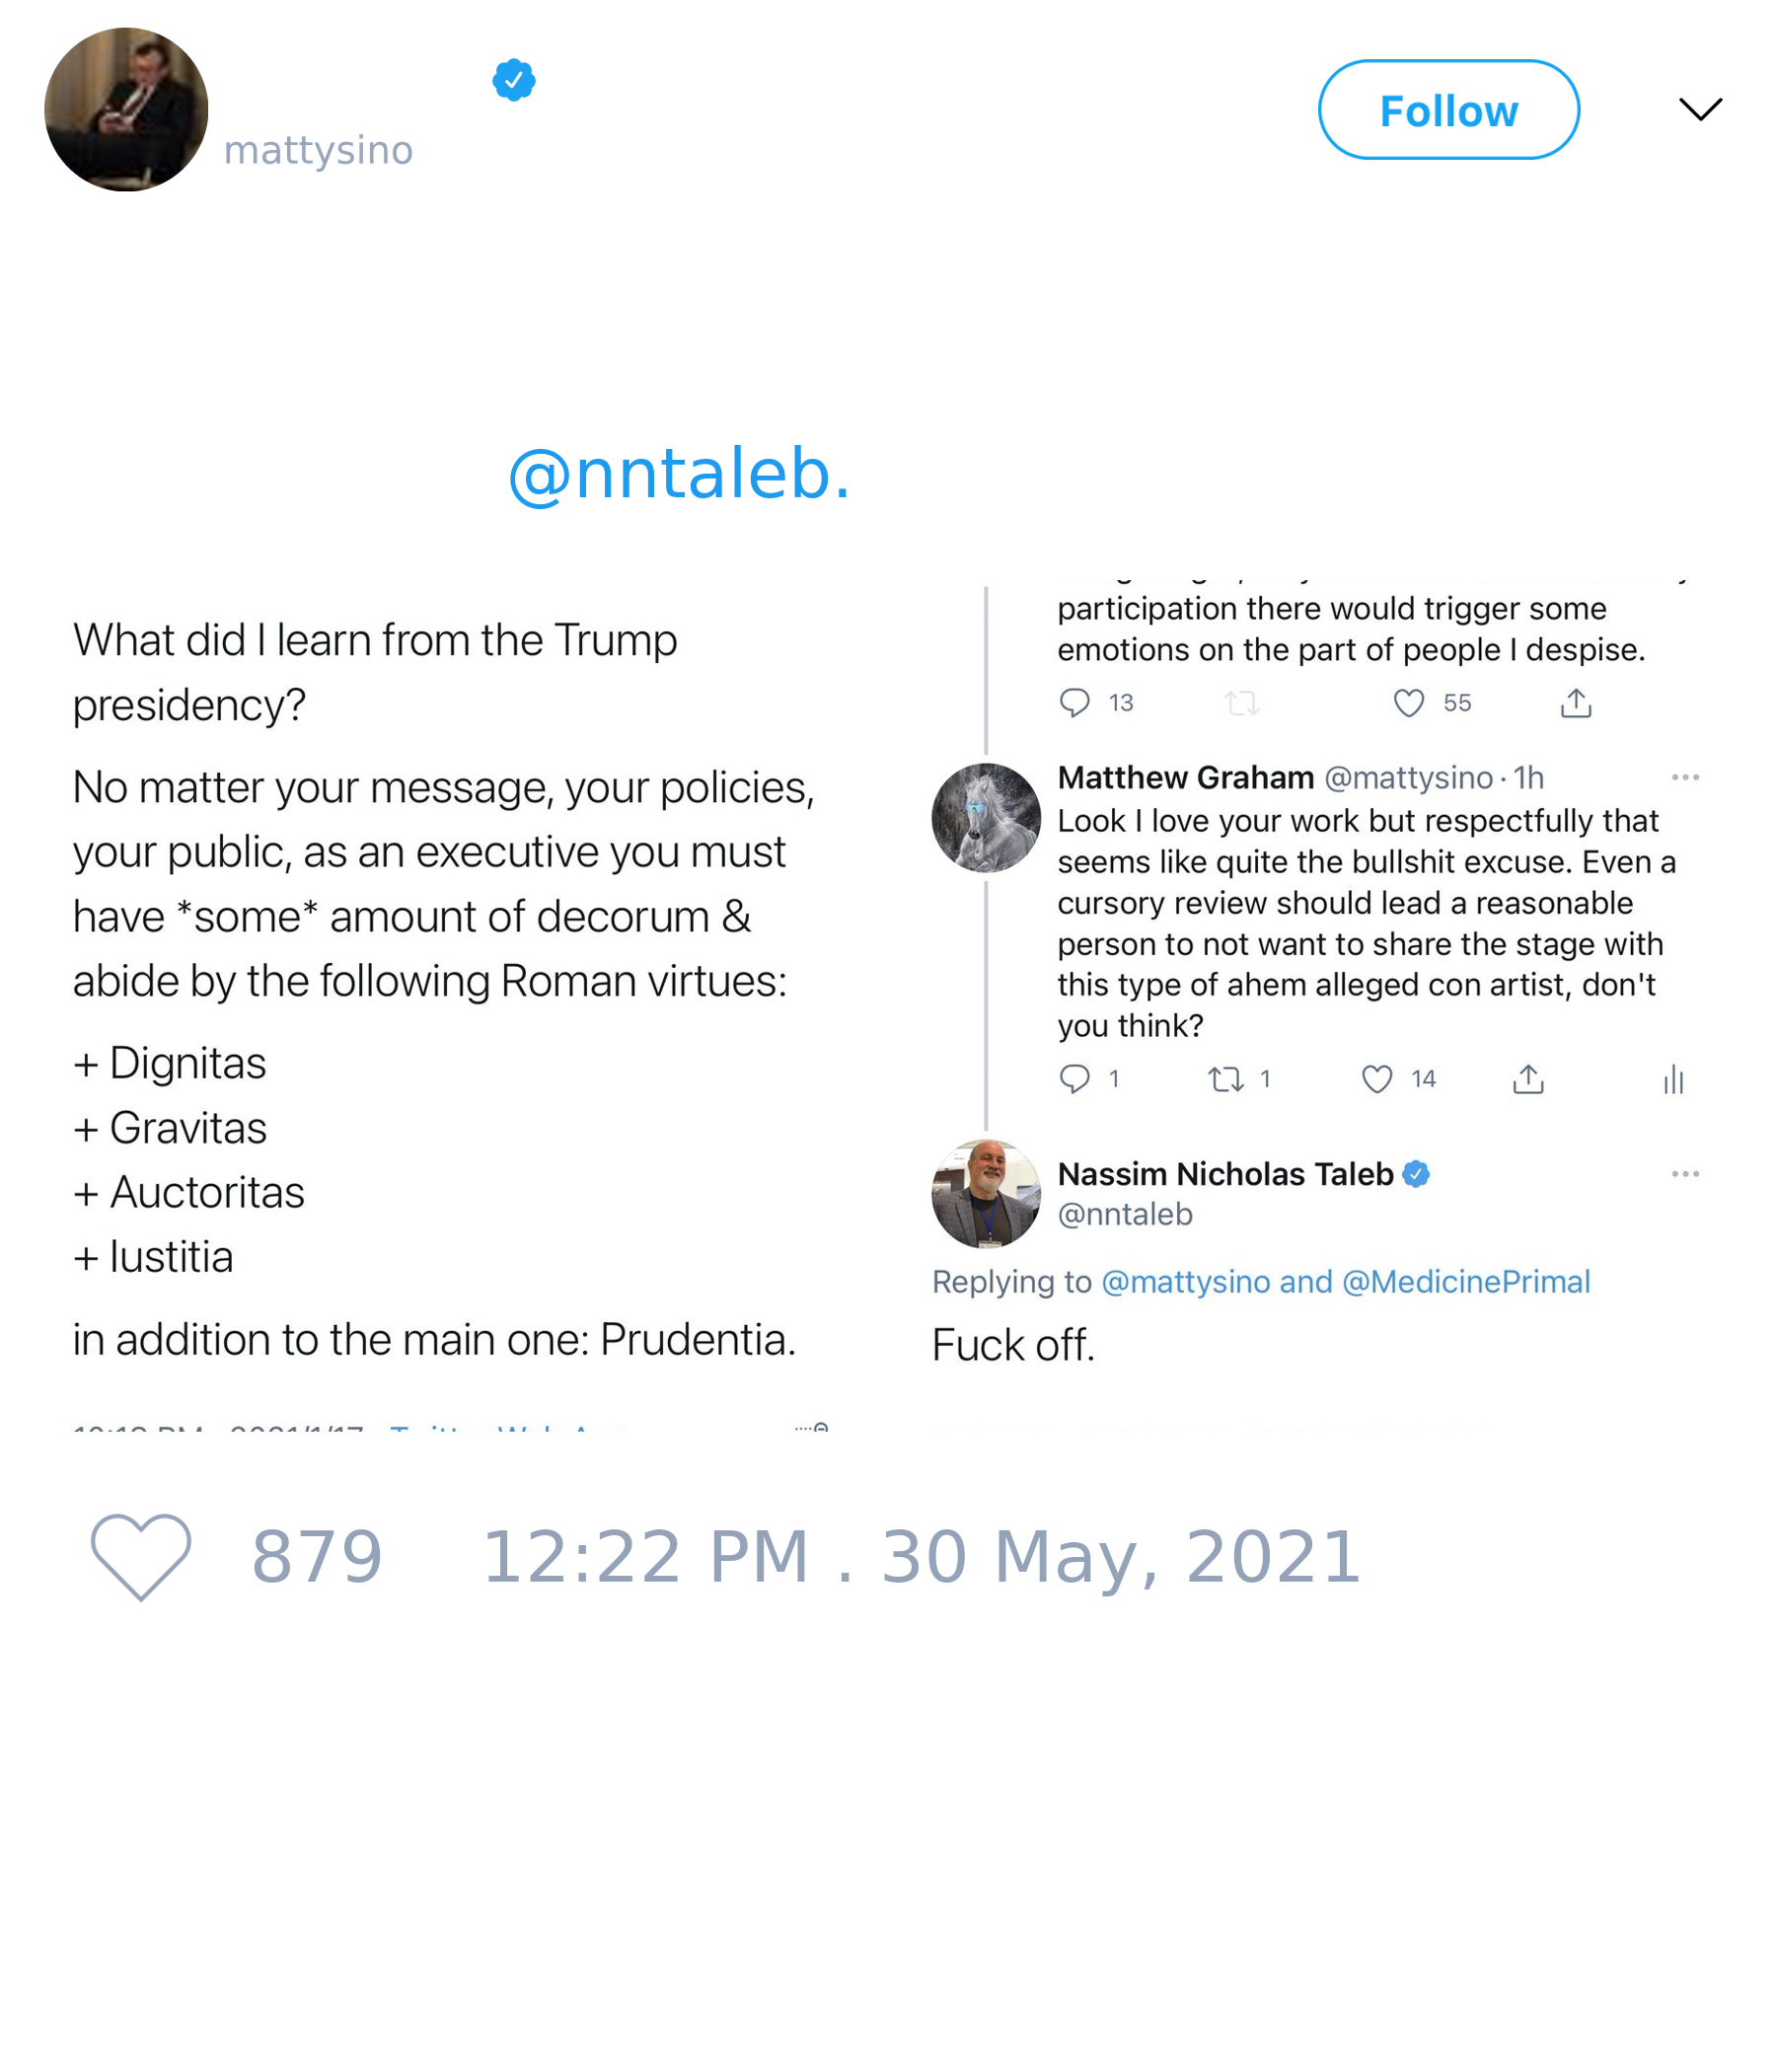 mattysino
Follow
@nntaleb.
What did I learn from the Trump
presidency?
No matter your message, your policies,
your public, as an executive you must
have *some* amount of decorum &
abide by the following Roman virtues:
+ Dignitas
+ Gravitas
+ Auctoritas
+ Iustitia
in addition to the main one: Prudentia.
participation there would trigger some
emotions on the part of people I despise.
13 55
Matthew Graham @mattysino · 1h
Look I love your work but respectfully that
seems like quite the bullshit excuse. Even a
cursory review should lead a reasonable
person to not want to share the stage with
this type of ahem alleged con artist, don't
you think?
1 1 14
Nassim Nicholas Taleb
@nntaleb
Replying to @mattysino and @MedicinePrimal
Fuck off.
879 12:22 PM . 30 May, 2021